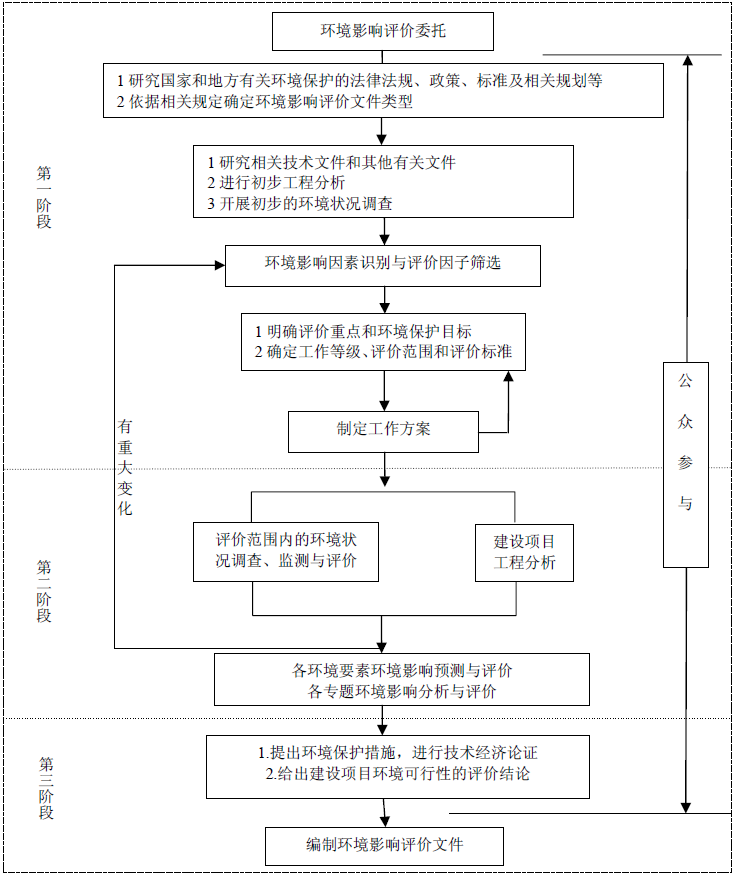 环境影响评价委托
1 研究国家和地方有关环境保护的法律法规、政策、标准及相关规划等
2 依据相关规定确定环境影响评价文件类型
第一阶段
1 研究相关技术文件和其他有关文件
2 进行初步工程分析
3 开展初步的环境状况调查
环境影响因素识别与评价因子筛选
1 明确评价重点和环境保护目标
2 确定工作等级、评价范围和评价标准
制定工作方案
公众参与
有重大变化
第二阶段
评价范围内的环境状
况调查、监测与评价
建设项目
工程分析
各环境要素环境影响预测与评价
各专题环境影响分析与评价
第三阶段
1.提出环境保护措施，进行技术经济论证
2.给出建设项目环境可行性的评价结论
编制环境影响评价文件